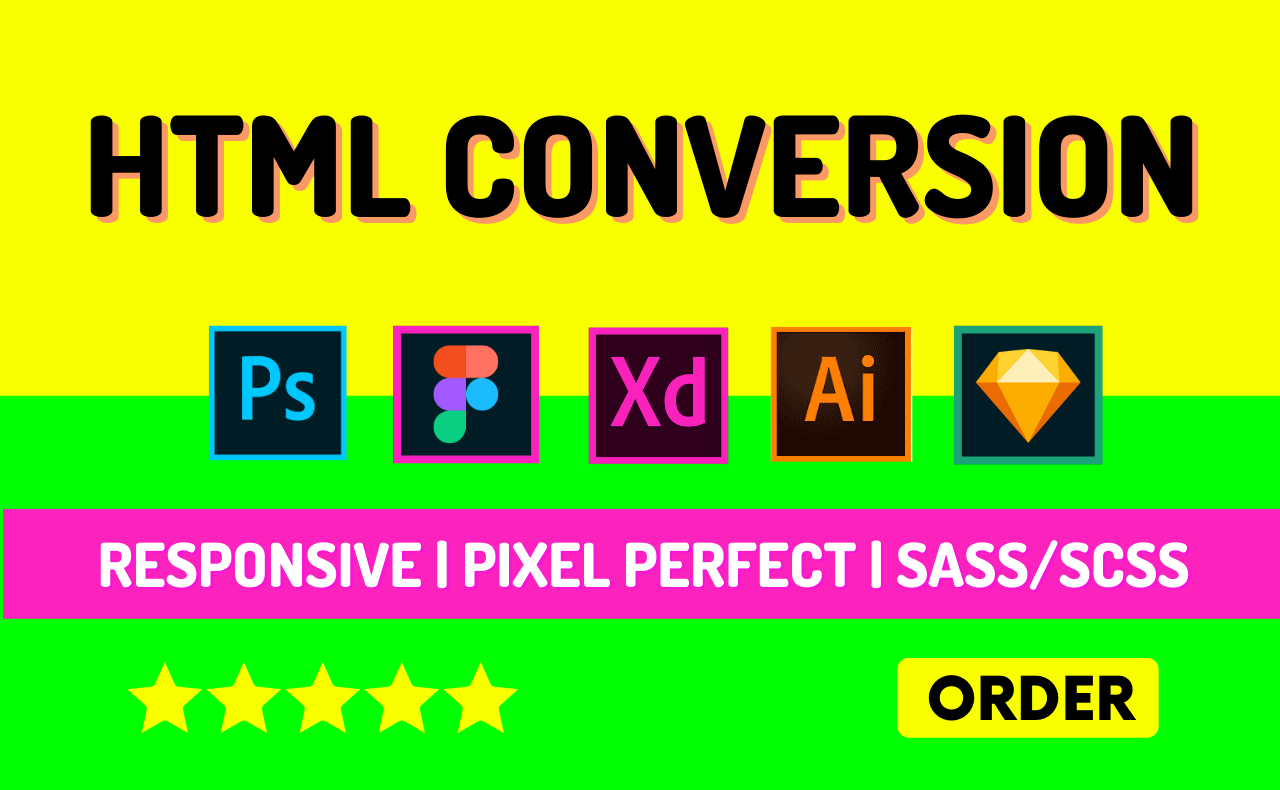 HTML CONVERSION
Ps Xd Ai
RESPONSIVE | PIXEL PERFECT | SASS/SCSS
ORDER